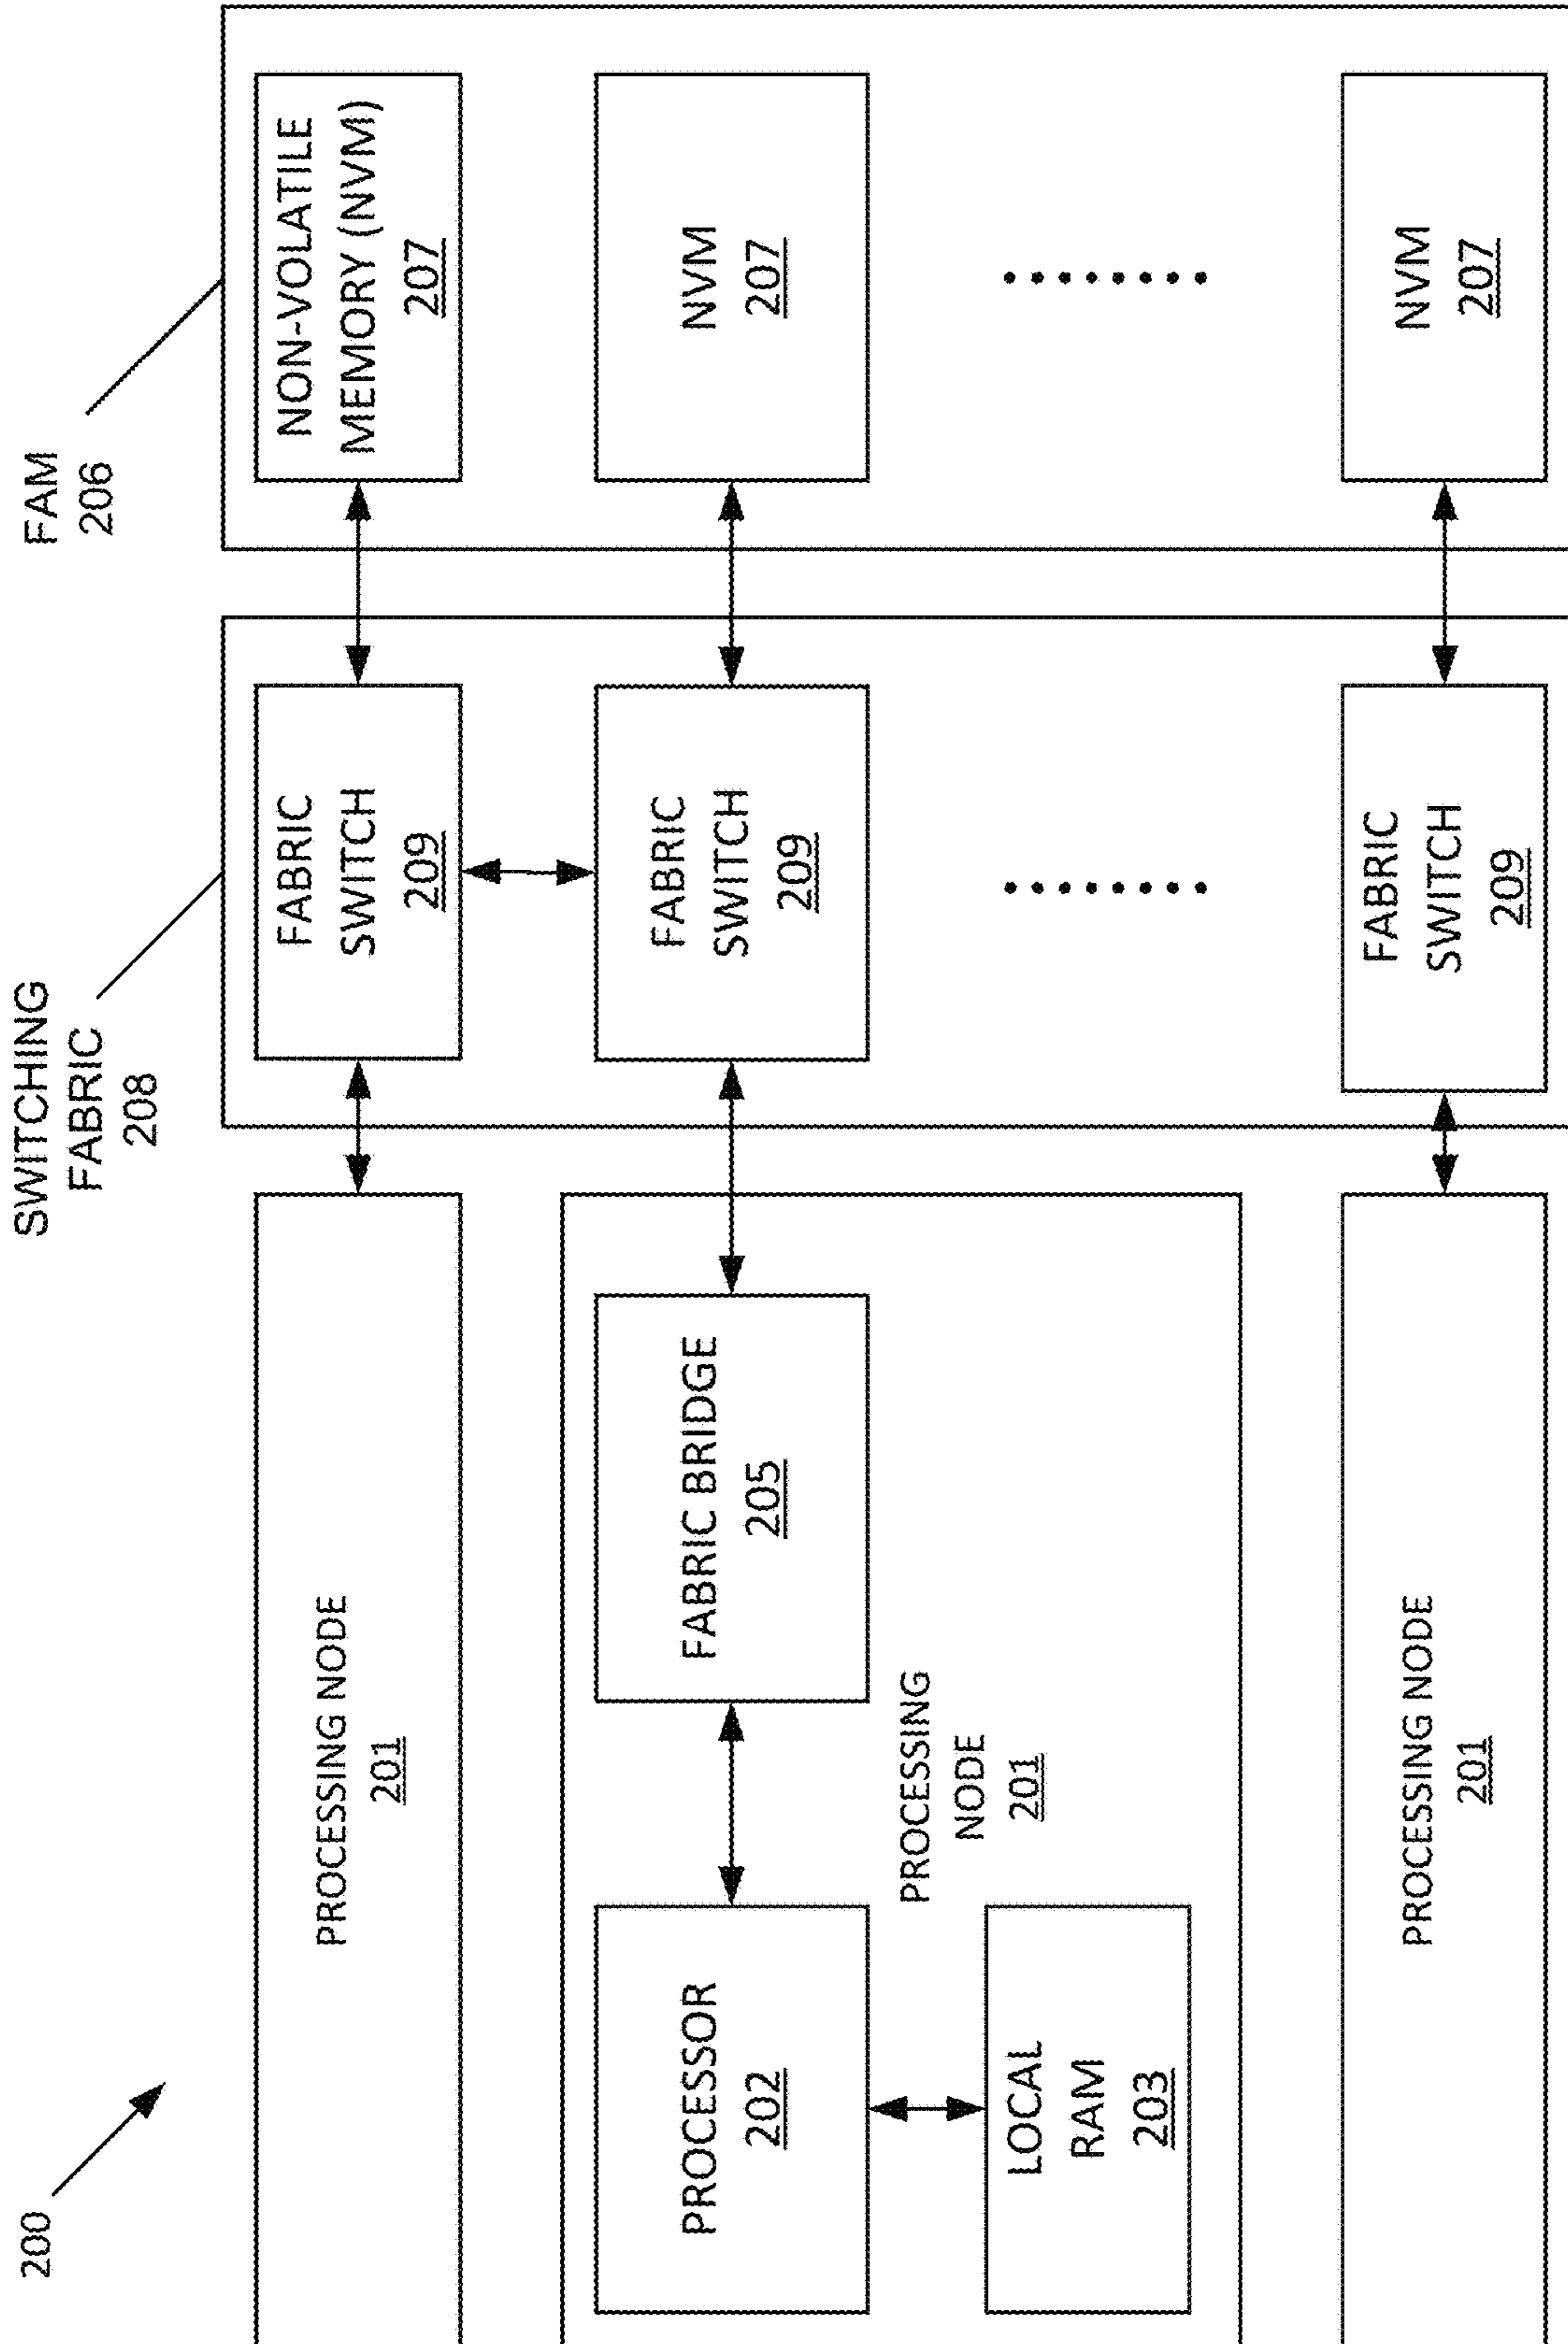 200
SWITCHING
FABRIC
208
FAM
206
PROCESSING NODE
201
FABRIC
SWITCH
209
NON-VOLATILE
MEMORY (NVM)
207
PROCESSOR
202
FABRIC BRIDGE
205
FABRIC
SWITCH
209
NVM
207
PROCESSING
NODE
201
LOCAL
RAM
203
PROCESSING NODE
201
FABRIC
SWITCH
209
NVM
207